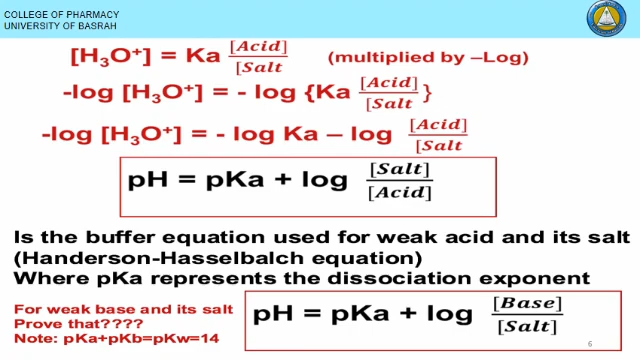 COLLEGE OF PHARMACY
UNIVERSITY OF BASRAH
[H₃O⁺] = Ka [Acid]/[Salt (multiplied by –Log)
-log [H₃O⁺] = - log {Ka [Acid]/[Salt }
-log [H₃O⁺] = - log Ka – log [Acid]/[Salt
pH = pKa + log [Salt]/[Acid]
Is the buffer equation used for weak acid and its salt
(Handerson-Hasselbalch equation)
Where pKa represents the dissociation exponent
For weak base and its salt
Prove that????
Note: pKa+pKb=pKw=14
pH = pKa + log [Base]/[Salt]
6